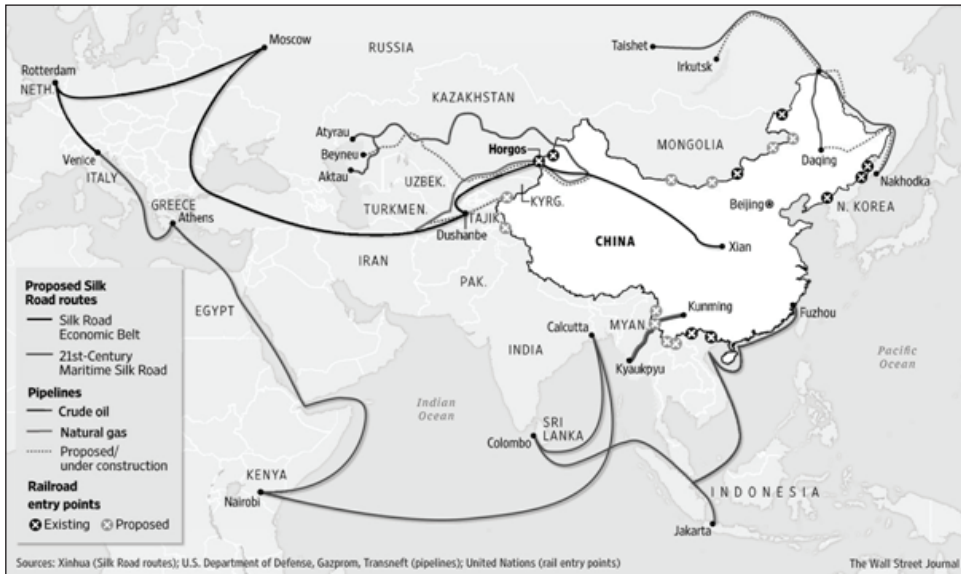 Moscow
RUSSIA
Taishet
Irkutsk
Rotterdam
NETH.
KAZAKHSTAN
Atyrau
Beyneu
Aktau
Horgos
MONGOLIA
Daqing
Nakhodka
Venice
ITALY
UZBEK.
TURKMEN.
KYRG.
TAJIK.
Dushanbe
Beijing
N. KOREA
GREECE
Athens
CHINA
Xian
IRAN
PAK.
EGYPT
Kunming
Fuzhou
Calcutta
MYAN.
INDIA
Kyaukpyu
Pacific
Ocean
Indian
Ocean
SRI
LANKA
Colombo
KENYA
Nairobi
INDONESIA
Jakarta
Proposed Silk
Road routes
Silk Road
Economic Belt
21st-Century
Maritime Silk Road
Pipelines
Crude oil
Natural gas
Proposed/
under construction
Railroad
entry points
Existing Proposed
Sources: Xinhua (Silk Road routes); U.S. Department of Defense, Gazprom, Transneft (pipelines); United Nations (rail entry points)
The Wall Street Journal